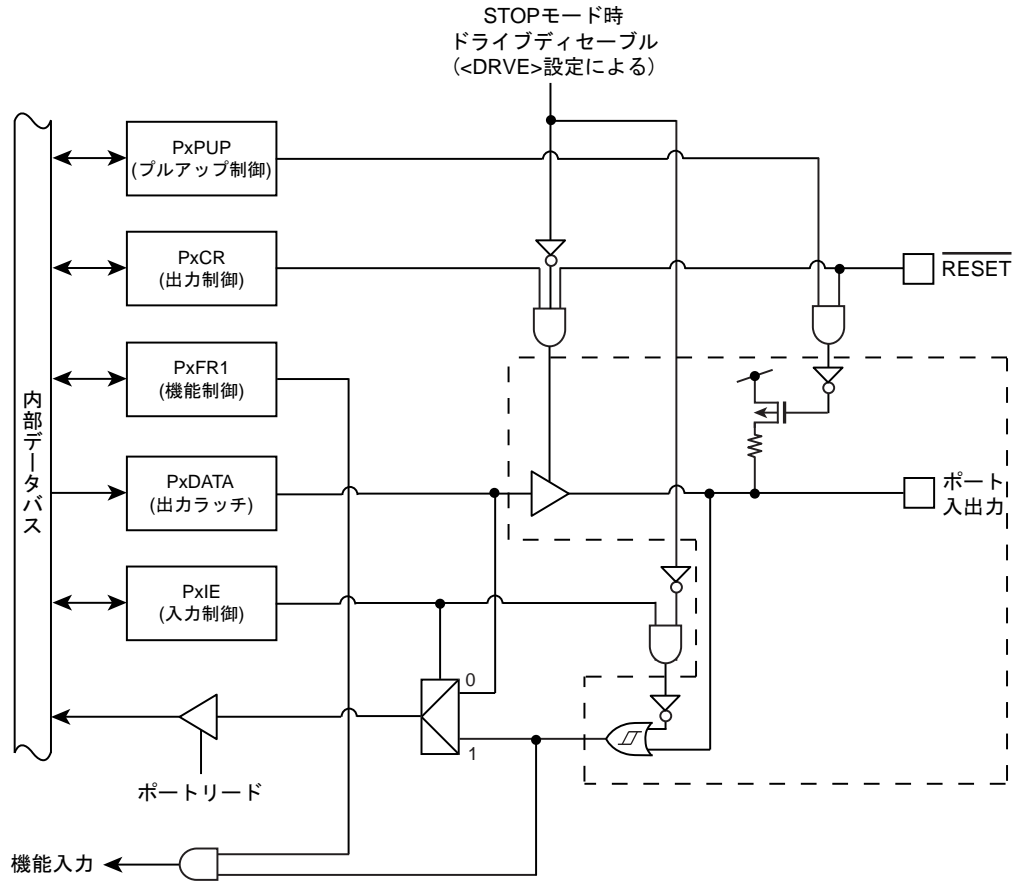 STOPモード時
ドライブディセーブル
(<DRVE>設定による)
PxPUP
(プルアップ制御)
PxCR
(出力制御)
RESET
PxFR1
(機能制御)
内部データバス
PxDATA
(出力ラッチ)
ポート
入出力
PxIE
(入力制御)
0
1
ポートリード
機能入力